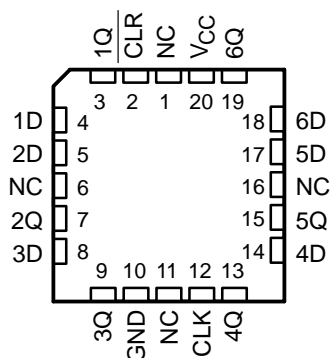 1Q CLR NC VCC 6Q
3 2 1 20 19
1D 4 18 6D
2D 5 17 5D
NC 6 16 NC
2Q 7 15 5Q
3D 8 14 4D
9 10 11 12 13
3Q GND NC CLK 4Q